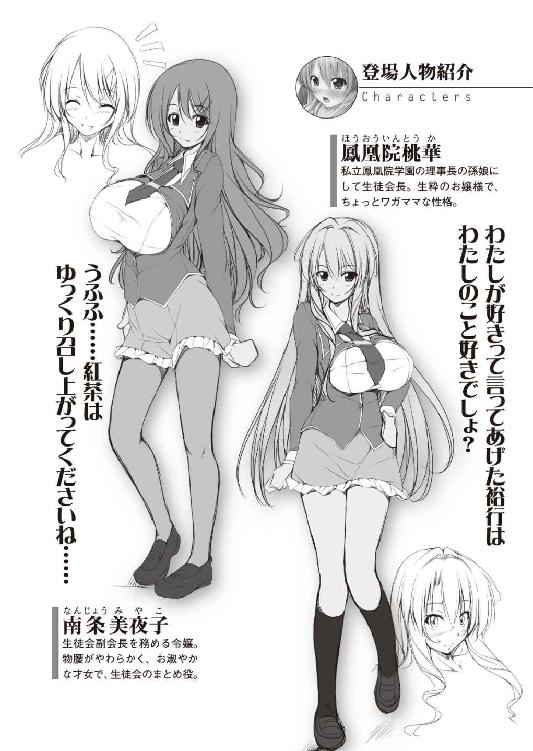 登場人物紹介
Characters
ほうおういんとうか
鳳凰院桃華
私立鳳凰院学園の理事長の孫娘に
して生徒会長。生粋のお嬢様で、
ちょっとワガママな性格。
わたしが好きって言ってあげた裕行は
わたしのこと好きでしょ?
うふふ……紅茶は
ゆっくり召し上がってくださいね……
なんじょう みやこ
南条美夜子
生徒会副会長を務める令嬢。
物腰がやわらかく、お淑やか
な才女で、生徒会のまとめ役。